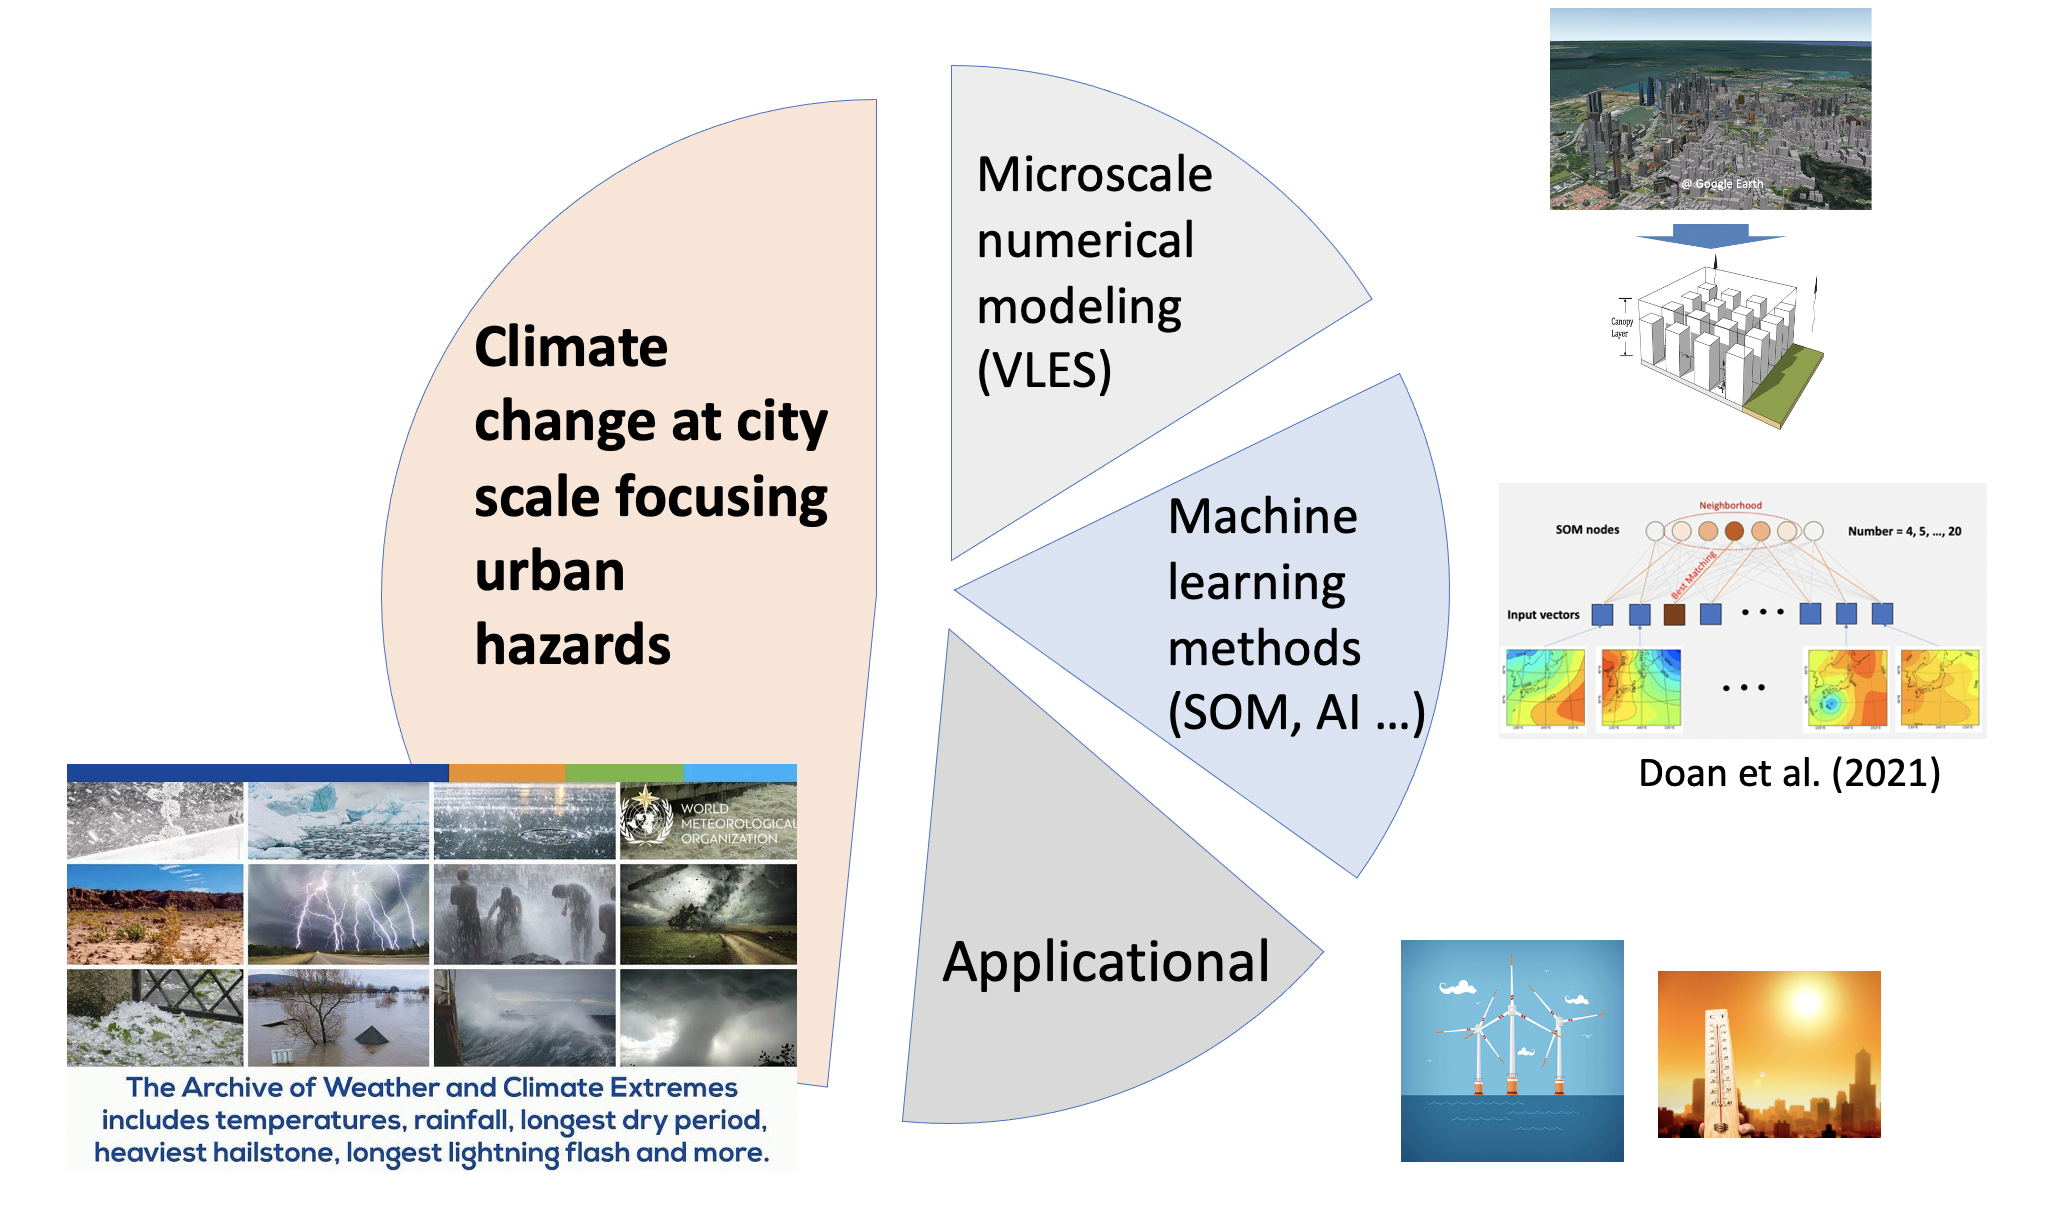 Climate
change at city
scale focusing
urban
hazards
Microscale
numerical
modeling
(VLES)
Machine
learning
methods
(SOM, AI ...)
Applicational
@ Google Earth
Canopy
Layer
Neighborhood
SOM nodes
Number = 4, 5, ..., 20
Best Matching
Input vectors
Doan et al. (2021)
WORLD
METEOROLOGICAL
ORGANIZATION
The Archive of Weather and Climate Extremes
includes temperatures, rainfall, longest dry period,
heaviest hailstone, longest lightning flash and more.